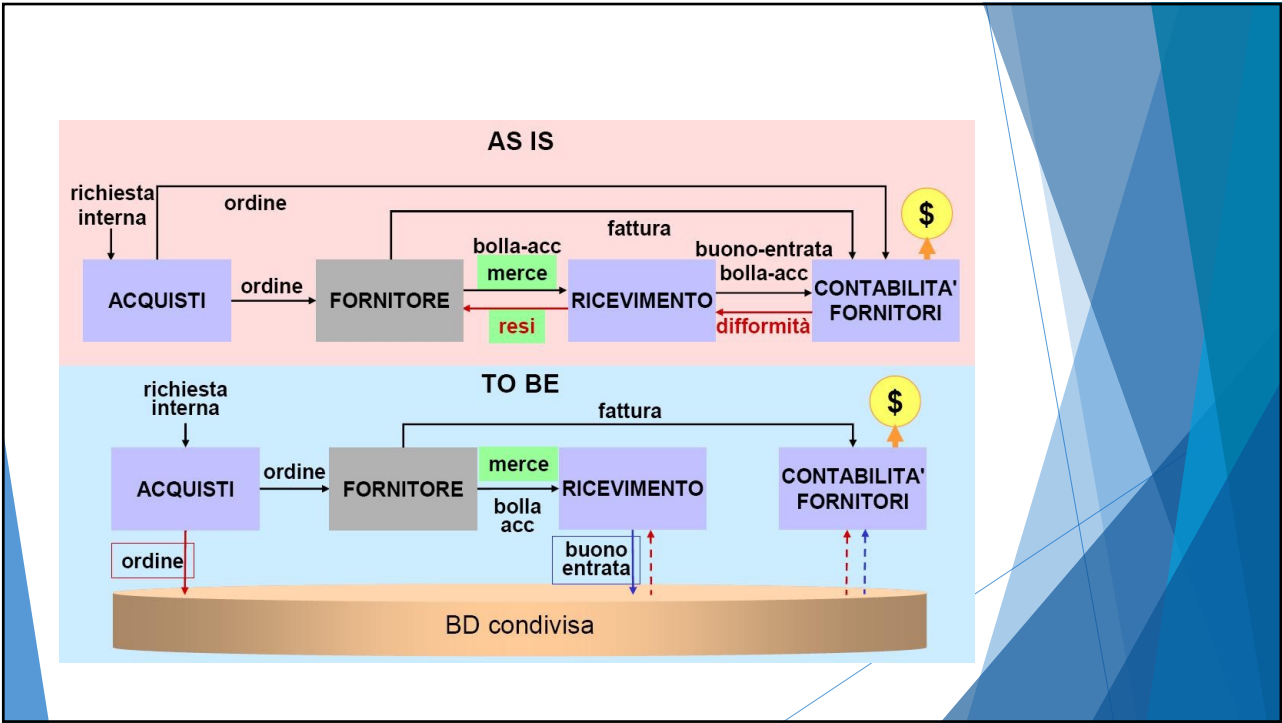 AS IS
richiesta
interna
ordine
fattura
$
bolla-acc
merce
buono-entrata
bolla-acc
ACQUISTI
ordine
FORNITORE
RICEVIMENTO
CONTABILITA'
FORNITORI
resi
difformità
TO BE
richiesta
interna
fattura
$
ACQUISTI
ordine
FORNITORE
merce
bolla
acc
RICEVIMENTO
CONTABILITA'
FORNITORI
ordine
buono
entrata
BD condivisa